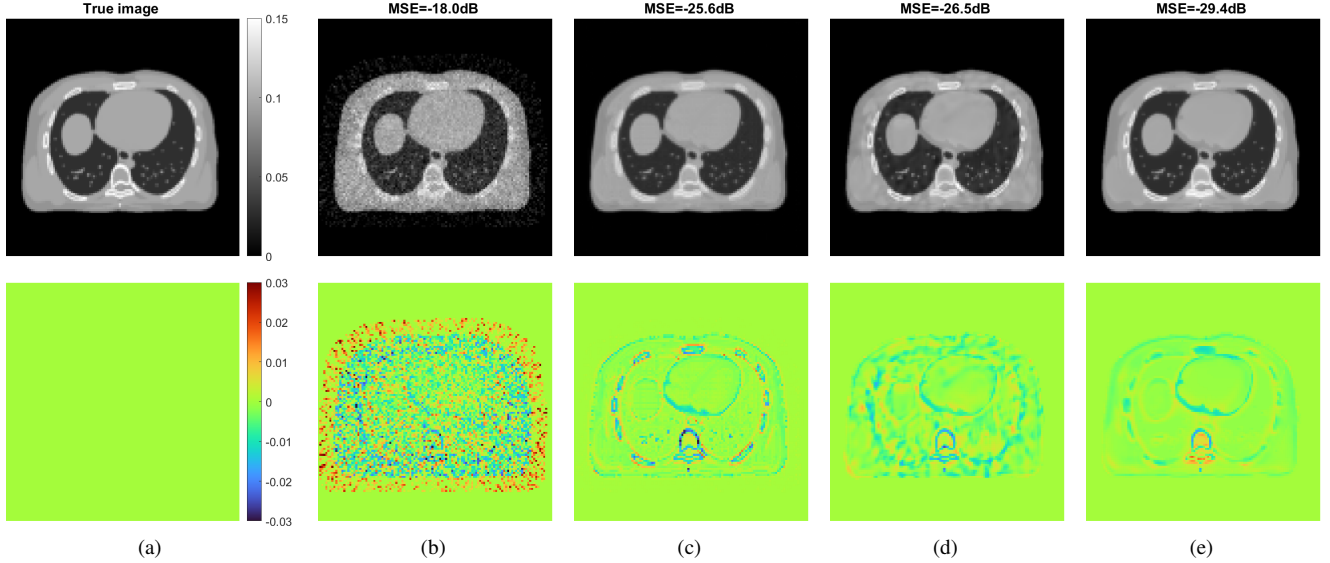 True image
MSE=-18.0dB
MSE=-25.6dB
MSE=-26.5dB
MSE=-29.4dB
0.15
0.1
0.05
0
0.03
0.02
0.01
0
-0.01
-0.02
-0.03
(a)
(b)
(c)
(d)
(e)